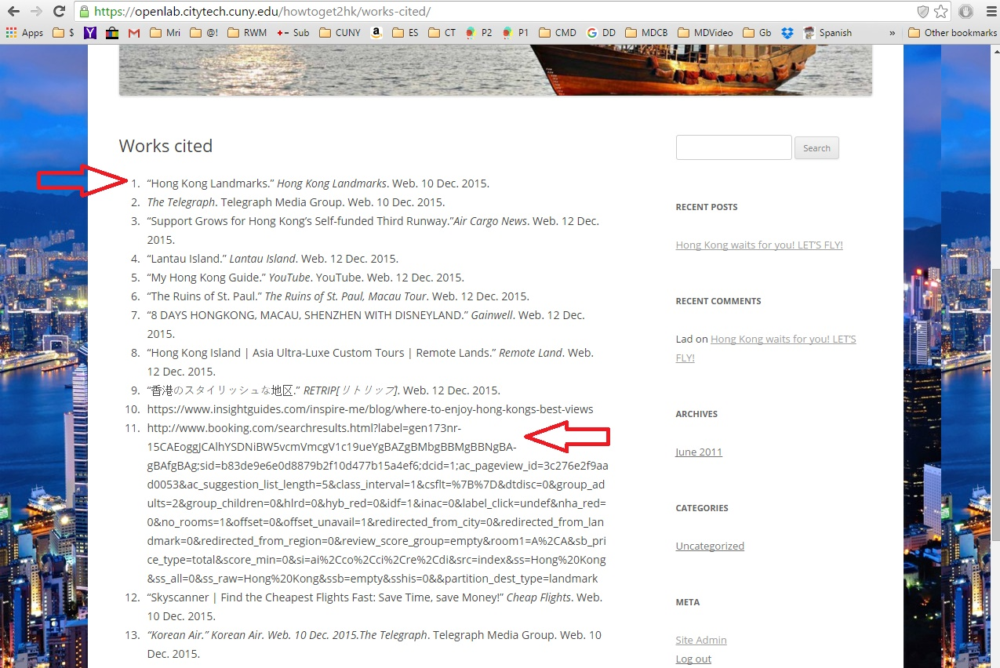 https://openlab.citytech.cuny.edu/howtoget2hk/works-cited/
Apps $ Mri @! RWM Sub CUNY ES CT P2 P1 CMD DD MDCB MDVideo Gb Spanish » Other bookmarks
Works cited
1. “Hong Kong Landmarks.” Hong Kong Landmarks. Web. 10 Dec. 2015.
2. The Telegraph. Telegraph Media Group. Web. 10 Dec. 2015.
3. “Support Grows for Hong Kong’s Self-funded Third Runway.”Air Cargo News. Web. 12 Dec.
2015.
4. “Lantau Island.” Lantau Island. Web. 12 Dec. 2015.
5. “My Hong Kong Guide.” YouTube. YouTube. Web. 12 Dec. 2015.
6. “The Ruins of St. Paul.” The Ruins of St. Paul, Macau Tour. Web. 12 Dec. 2015.
7. “8 DAYS HONGKONG, MACAU, SHENZHEN WITH DISNEYLAND.” Gainwell. Web. 12 Dec.
2015.
8. “Hong Kong Island | Asia Ultra-Luxe Custom Tours | Remote Lands.” Remote Land. Web.
12 Dec. 2015.
9. “香港のスタイリッシュな地区.” RETRIP[リトリップ]. Web. 12 Dec. 2015.
10. https://www.insightguides.com/inspire-me/blog/where-to-enjoy-hong-kongs-best-views
11. http://www.booking.com/searchresults.html?label=gen173nr-
15CAEoggJCAlhYSDNiBW5vcmVmcgV1c19ueYgBAZgBMbgBBMgBBNgBA-
gBAfgBAg;sid=b83de9e6e0d8879b2f10d477b15a4ef6;dcid=1;ac_pageview_id=3c276e2f9aa
d0053&ac_suggestion_list_length=5&class_interval=1&csflt=%7B%7D&dtdisc=0&group_ad
ults=2&group_children=0&hlrd=0&hyb_red=0&idf=1&inac=0&label_click=undef&nha_red=
0&no_rooms=1&offset=0&offset_unavail=1&redirected_from_city=0&redirected_from_lan
dmark=0&redirected_from_region=0&review_score_group=empty&room1=A%2CA&sb_pri
ce_type=total&score_min=0&si=ai%2Cco%2Cci%2Cre%2Cdi&src=index&ss=Hong%20Kong
&ss_all=0&ss_raw=Hong%20Kong&ssb=empty&sshis=0&&partition_dest_type=landmark
12. “Skyscanner | Find the Cheapest Flights Fast: Save Time, save Money!” Cheap Flights. Web.
10 Dec. 2015.
13. “Korean Air.” Korean Air. Web. 10 Dec. 2015.The Telegraph. Telegraph Media Group. Web. 10
Dec. 2015.
Search
RECENT POSTS
Hong Kong waits for you! LET’S FLY!
RECENT COMMENTS
Lad on Hong Kong waits for you! LET’S
FLY!
ARCHIVES
June 2011
CATEGORIES
Uncategorized
META
Site Admin
Log out